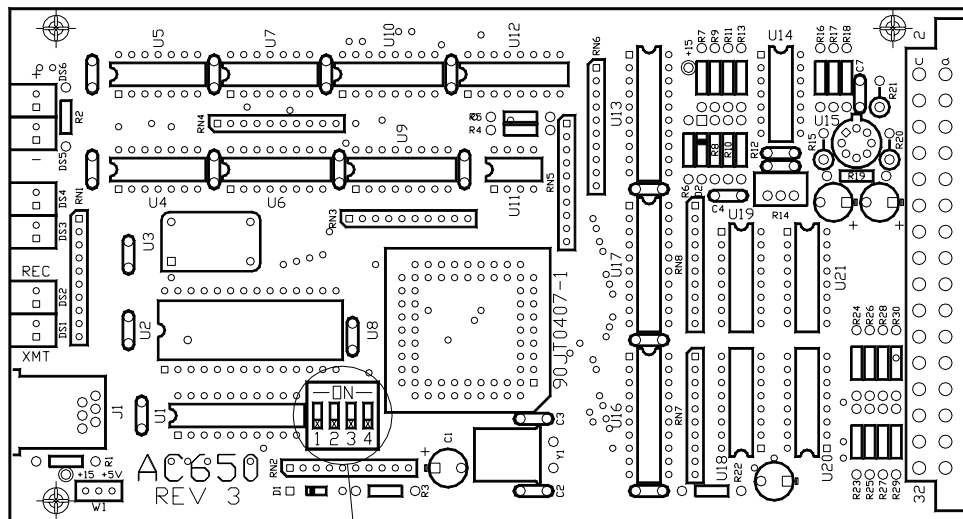 U5 U7 U10 U12 RN6 +15 R7 R9 R11 R13 U14 R16 R17 R18 2
+ DS6 C7 R21 c a
R2 RN4 R4 U9 U13 U15
- DS5 R8 R10 R12 R15 R20
DS4 RN1 RN5 R19
U4 U6 U11 R6 D2 C4 R14
DS3 U3 RN3 U19
REC U17 RN8 U21
DS2 90JT0407-1 R24 R26 R28 R30
DS1 U2 U8
XMT
ON
J1 U1 1 2 3 4 C3 U16 RN7
C1 Y1
R1 AC650 RN2 U18 R22 U20
+15 +5V REV 3 D1 R3 C2 R23 R25 R27 R29 32
W1